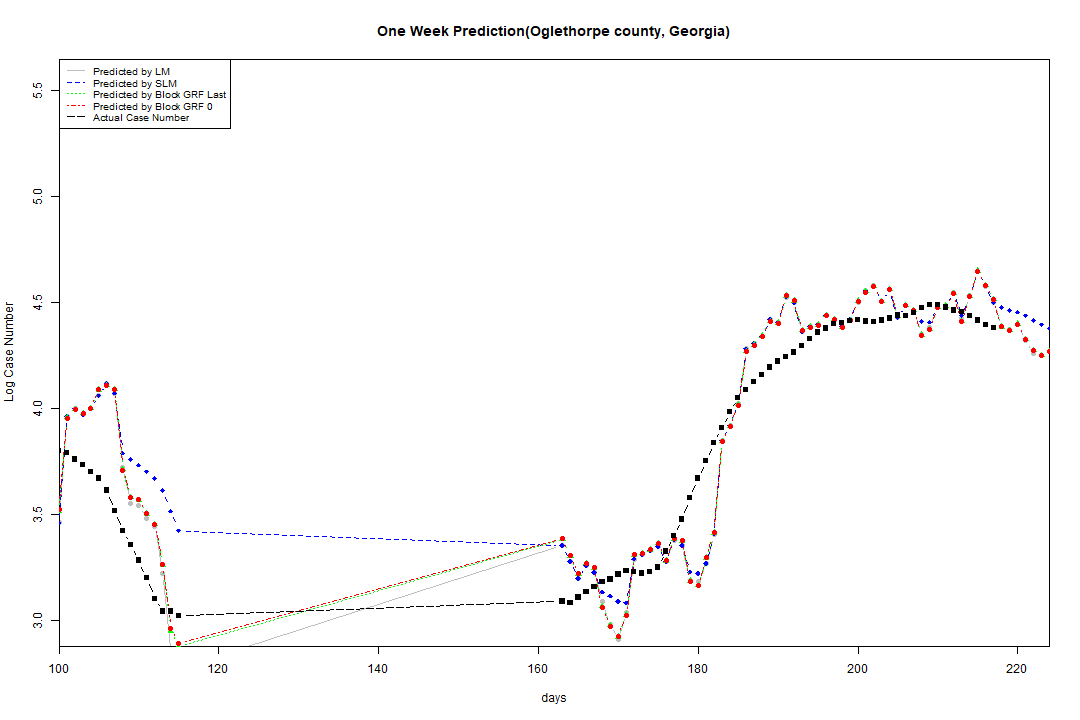 One Week Prediction(Oglethorpe county, Georgia)
Predicted by LM
Predicted by SLM
Predicted by Block GRF Last
Predicted by Block GRF 0
Actual Case Number
5.5
5.0
4.5
4.0
3.5
3.0
Log Case Number
100 120 140 160 180 200 220
days